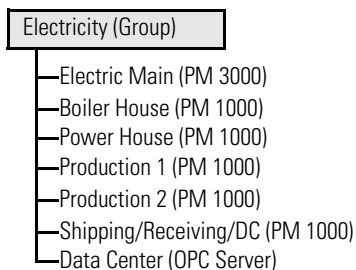 Electricity (Group)
Electric Main (PM 3000)
Boiler House (PM 1000)
Power House (PM 1000)
Production 1 (PM 1000)
Production 2 (PM 1000)
Shipping/Receiving/DC (PM 1000)
Data Center (OPC Server)